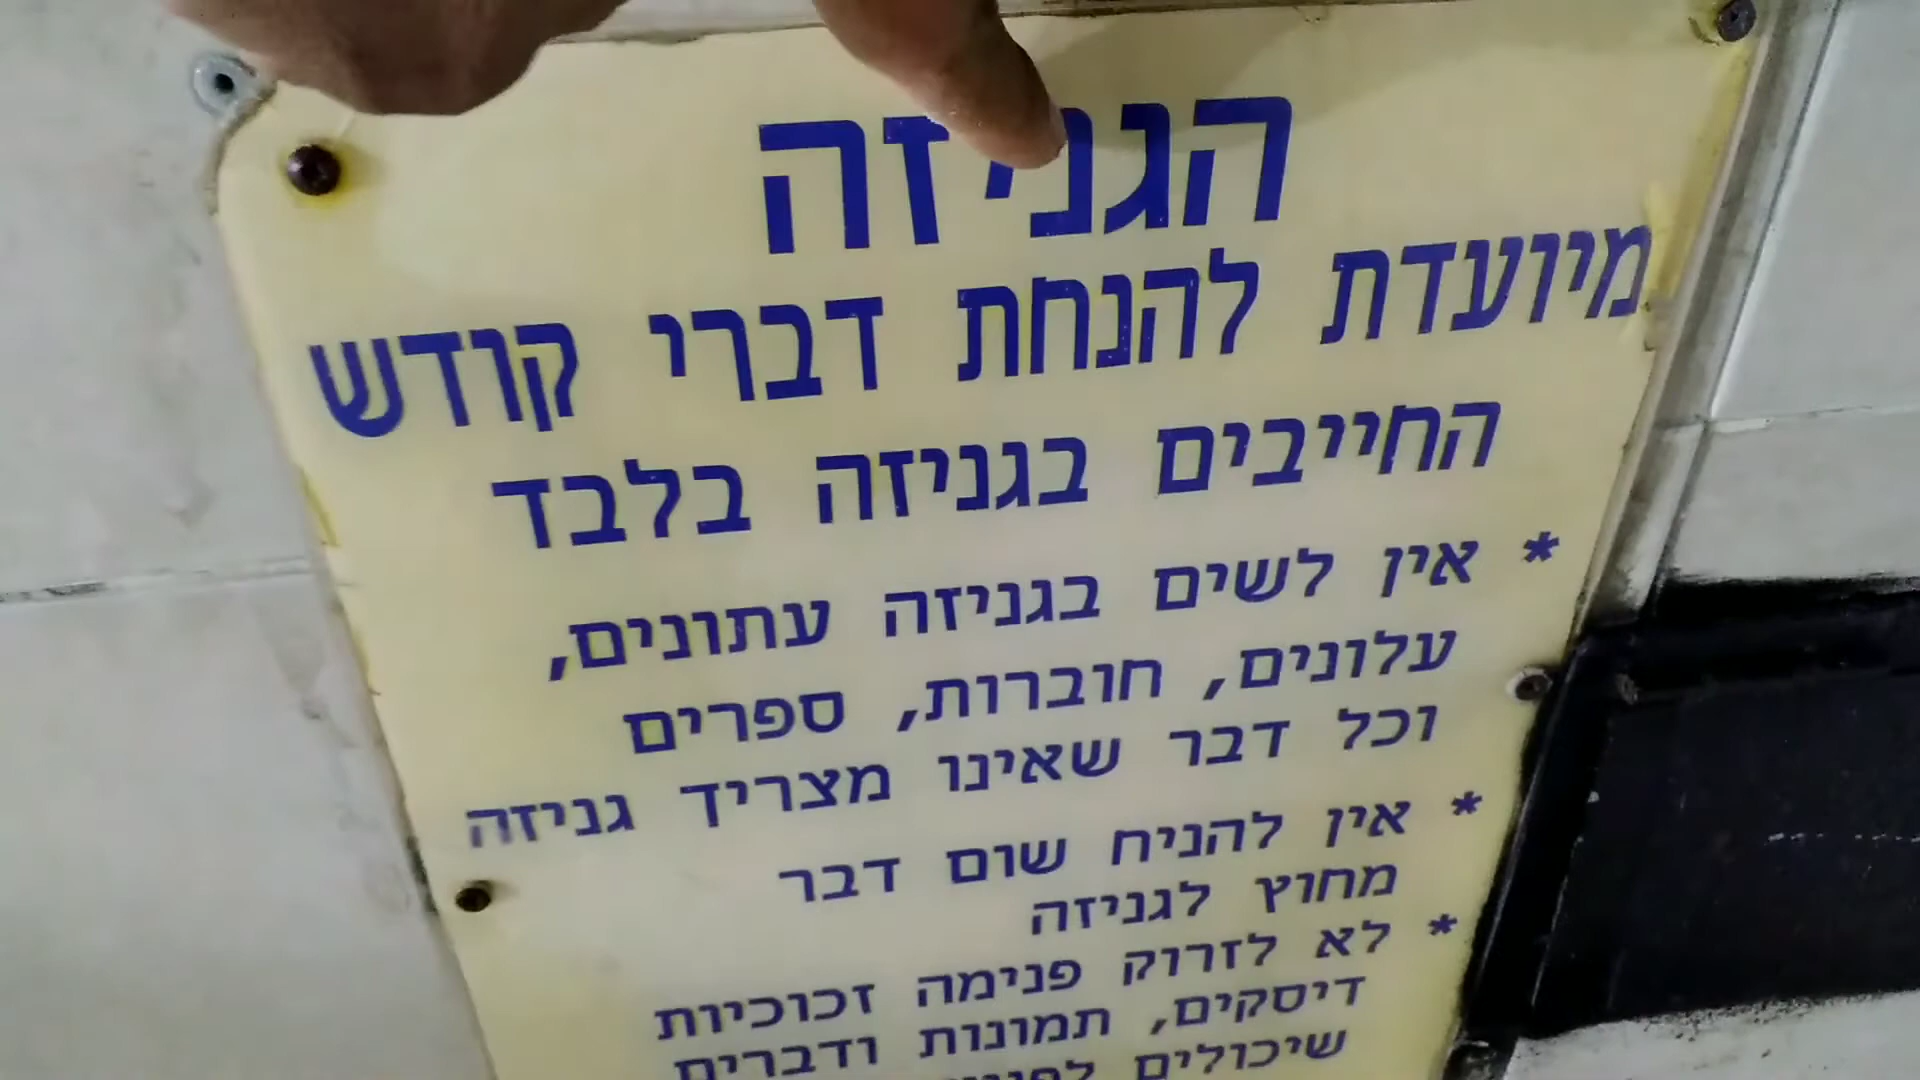 הגניזה
מיועדת להנחת דברי קודש
החייבים בגניזה בלבד
* אין לשים בגניזה עתונים,
עלונים, חוברות, ספרים
וכל דבר שאינו מצריך גניזה
* אין להניח שום דבר
מחוץ לגניזה
* לא לזרוק פנימה זכוכיות
דיסקים, תמונות ודברים
שיכולים